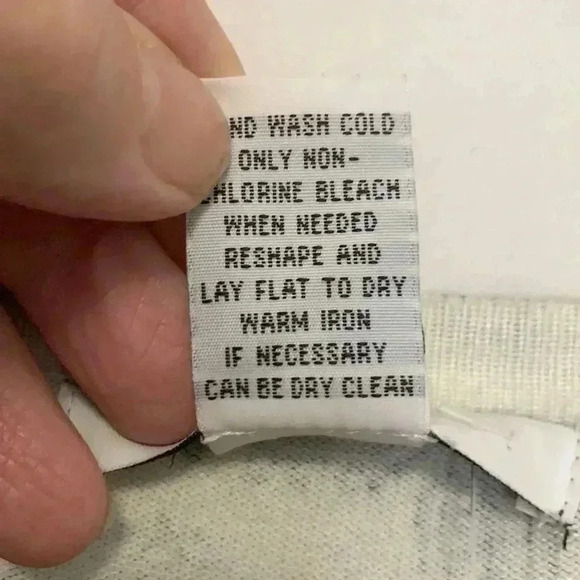 ND WASH COLD
ONLY NON-
CHLORINE BLEACH
WHEN NEEDED
RESHAPE AND
LAY FLAT TO DRY
WARM IRON
IF NECESSARY
CAN BE DRY CLEAN